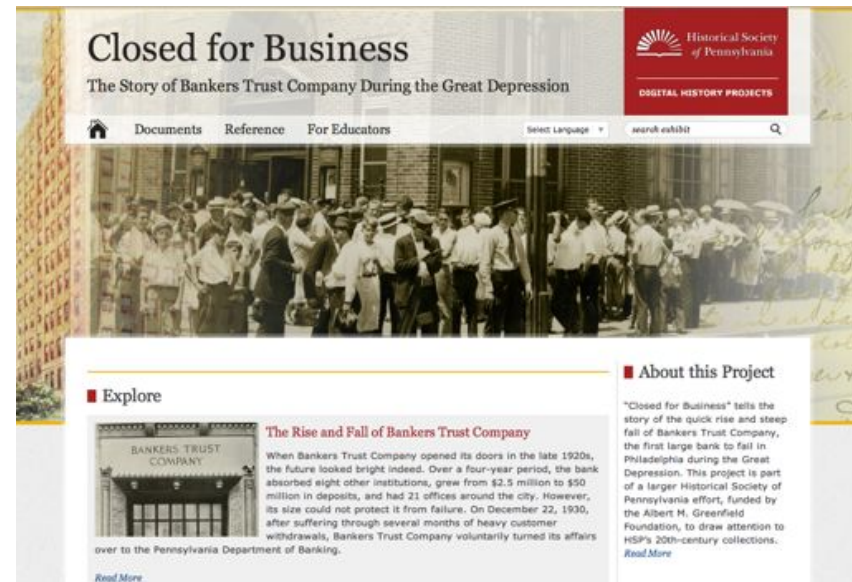 Closed for Business
The Story of Bankers Trust Company During the Great Depression
Historical Society
of Pennsylvania
DIGITAL HISTORY PROJECTS
Documents Reference For Educators
Select Language
search exhibit
Explore
BANKERS TRUST
COMPANY
The Rise and Fall of Bankers Trust Company
When Bankers Trust Company opened its doors in the late 1920s,
the future looked bright indeed. Over a four-year period, the bank
absorbed eight other institutions, grew from $2.5 million to $50
million in deposits, and had 21 offices around the city. However,
its size could not protect it from failure. On December 22, 1930,
after suffering through several months of heavy customer
withdrawals, Bankers Trust Company voluntarily turned its affairs
over to the Pennsylvania Department of Banking.
Read More
About this Project
"Closed for Business" tells the
story of the quick rise and steep
fall of Bankers Trust Company,
the first large bank to fail in
Philadelphia during the Great
Depression. This project is part
of a larger Historical Society of
Pennsylvania effort, funded by
the Albert M. Greenfield
Foundation, to draw attention to
HSP's 20th-century collections.
Read More